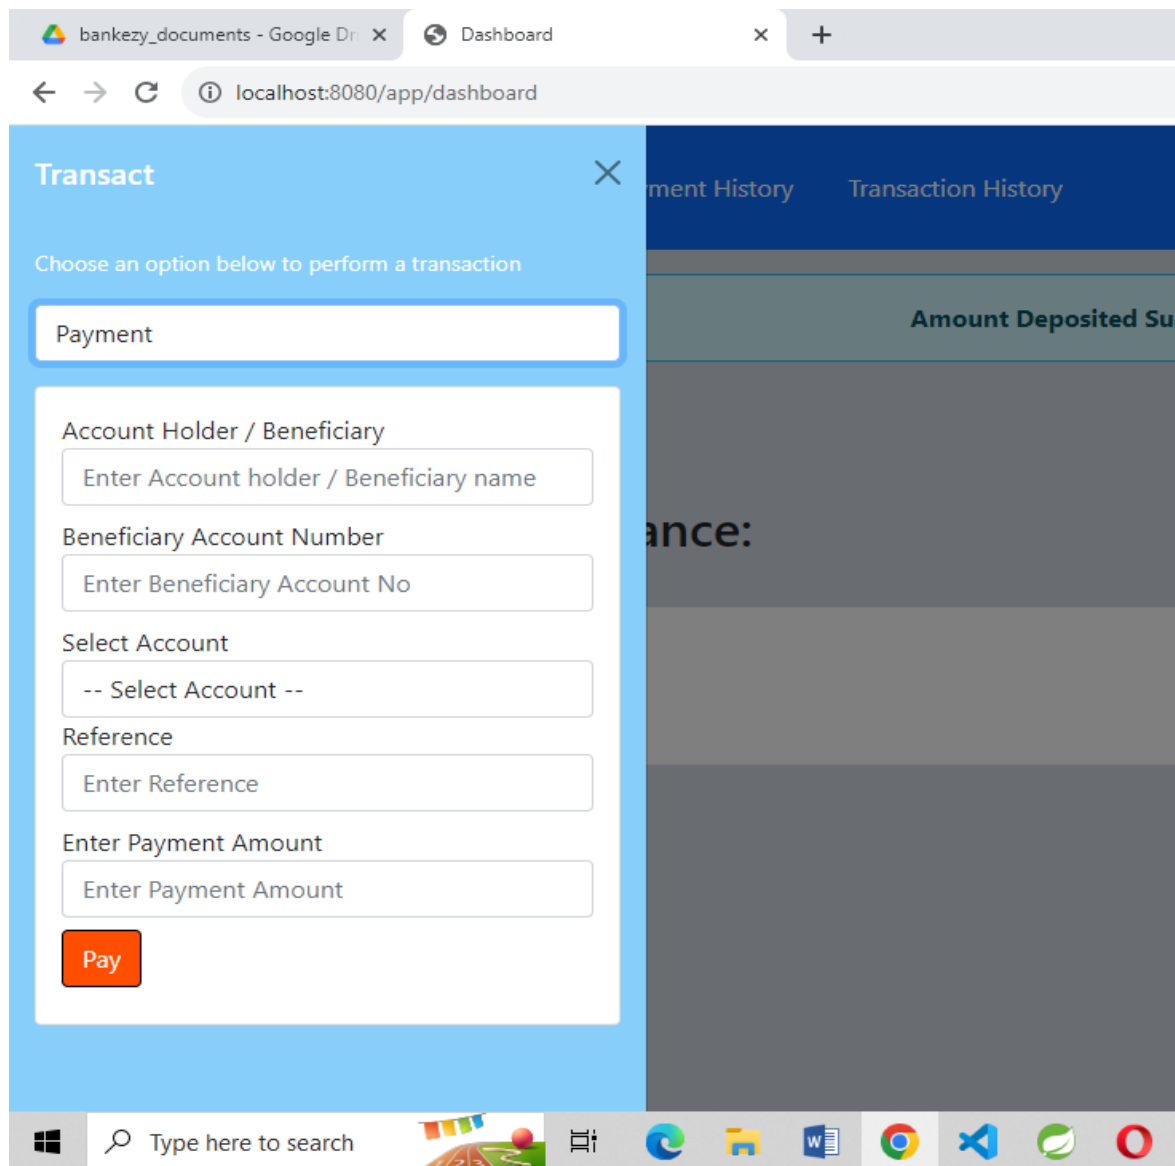 bankezy_documents - Google Dri
Dashboard
localhost:8080/app/dashboard
Transact
yment History
Transaction History
Choose an option below to perform a transaction
Payment
Amount Deposited Su
Account Holder / Beneficiary
Enter Account holder / Beneficiary name
ance:
Beneficiary Account Number
Enter Beneficiary Account No
Select Account
-- Select Account --
Reference
Enter Reference
Enter Payment Amount
Enter Payment Amount
Pay
Type here to search